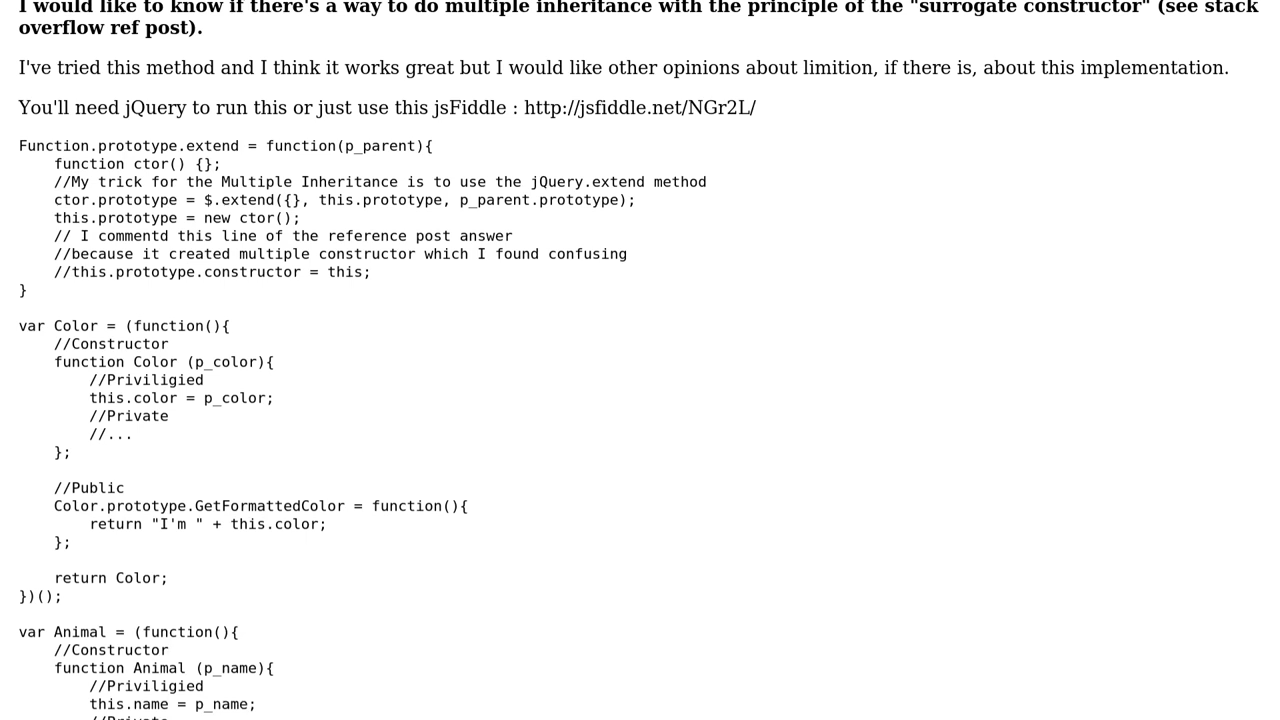 I would like to know if there's a way to do multiple inheritance with the principle of the "surrogate constructor" (see stack
overflow ref post).
I've tried this method and I think it works great but I would like other opinions about limition, if there is, about this implementation.
You'll need jQuery to run this or just use this jsFiddle : http://jsfiddle.net/NGr2L/
Function.prototype.extend = function(p_parent){
    function ctor() {};
    //My trick for the Multiple Inheritance is to use the jQuery.extend method
    ctor.prototype = $.extend({}, this.prototype, p_parent.prototype);
    this.prototype = new ctor();
    // I commentd this line of the reference post answer
    //because it created multiple constructor which I found confusing
    //this.prototype.constructor = this;
}
var Color = (function(){
    //Constructor
    function Color (p_color){
        //Priviligied
        this.color = p_color;
        //Private
        //...
    };
    //Public
    Color.prototype.GetFormattedColor = function(){
        return "I'm " + this.color;
    };
    return Color;
})();
var Animal = (function(){
    //Constructor
    function Animal (p_name){
        //Priviligied
        this.name = p_name;
        //Private